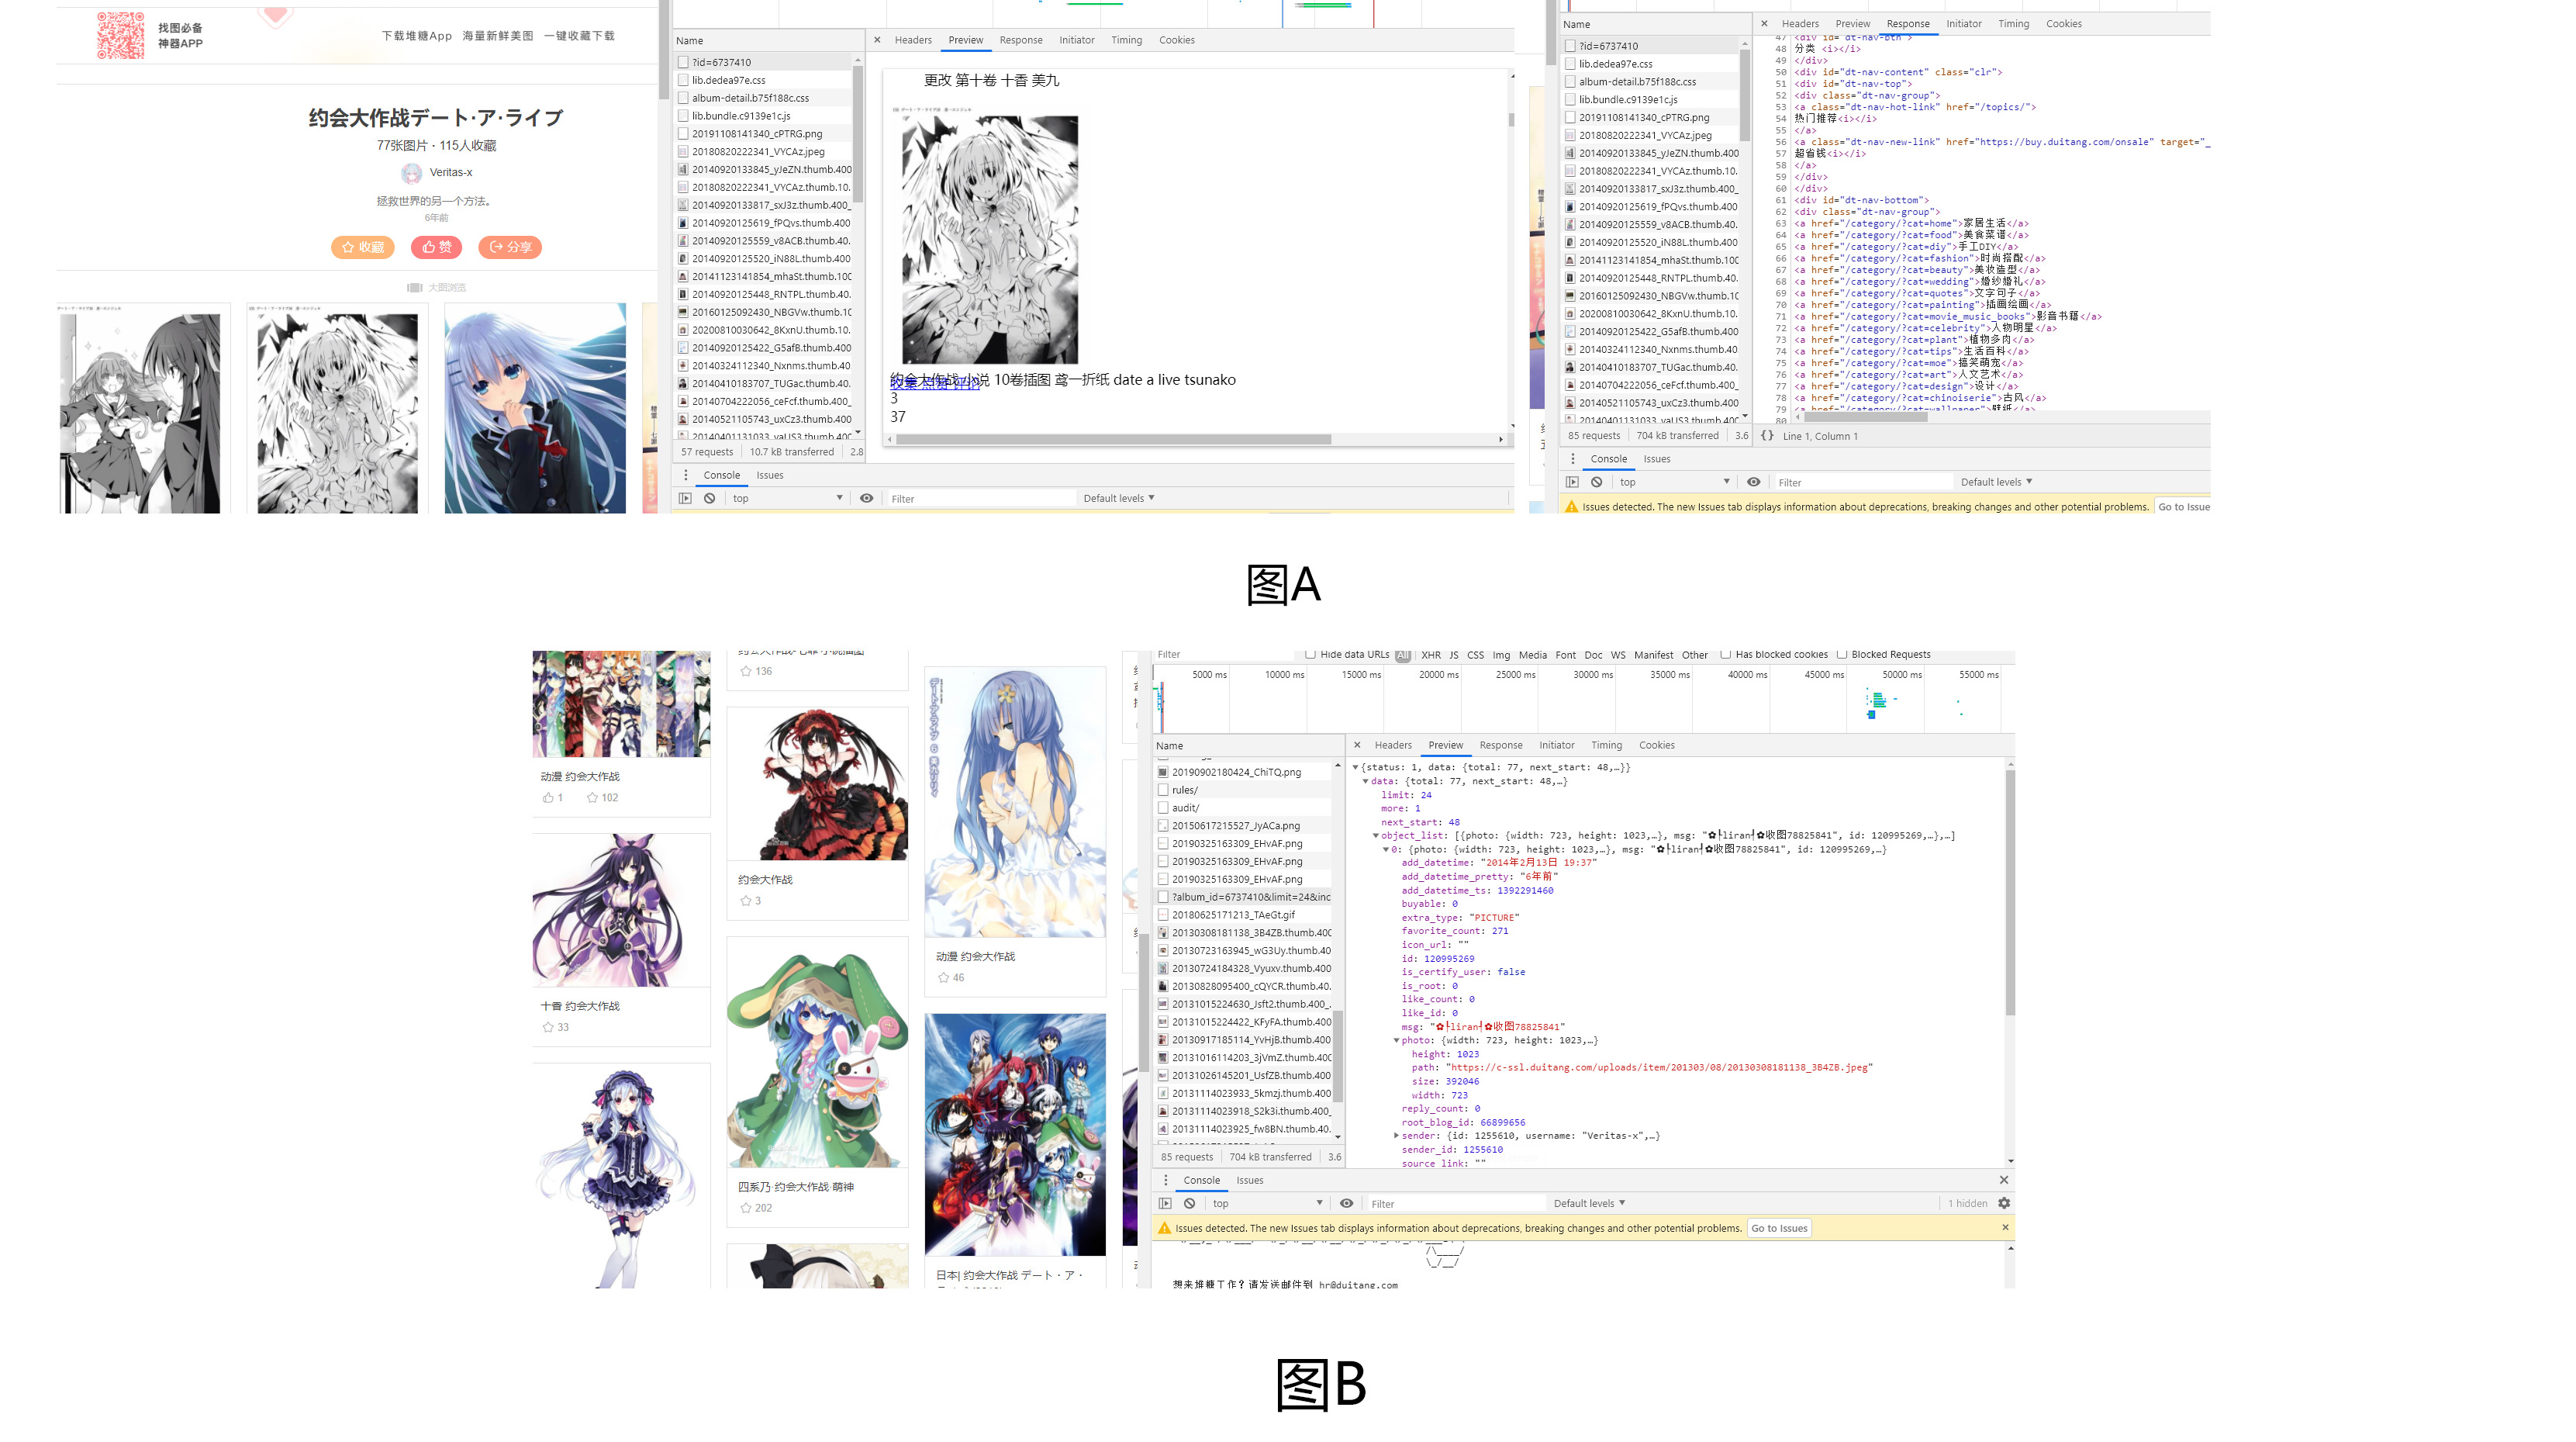 找图必备
神器APP
下载堆糖App 海量新鲜美图 一键收藏下载
约会大作战デート·ア·ライブ
77张图片 · 115人收藏
Veritas-x
拯救世界的另一个方法。
6年前
收藏
赞
分享
大图浏览
Name
?id=6737410
lib.dedea97e.css
album-detail.b75f188c.css
lib.bundle.c9139e1c.js
20191108141340_cPTRG.png
20180820222341_VYCAz.jpeg
20140920133845_yJeZN.thumb.400
20180820222341_VYCAz.thumb.10.
20140920133817_sxJ3z.thumb.400_
20140920125619_fPQvs.thumb.400
20140920125559_v8ACB.thumb.40.
20140920125520_iN88L.thumb.400
20141123141854_mhaSt.thumb.100
20140920125448_RNTPL.thumb.40.
20160125092430_NBGVw.thumb.10
20200810030642_8KxnU.thumb.10.
20140920125422_G5afB.thumb.400
20140324112340_Nxnms.thumb.40.
20140410183707_TUGac.thumb.40.
20140704222056_ceFcf.thumb.400_
20140521105743_uxCz3.thumb.400
20140401131033_vaUS3.thumb.400
57 requests 10.7 kB transferred 2.8
× Headers Preview Response Initiator Timing Cookies
更改 第十卷 十香 美九
约会大作战小说 10卷插图 鸢一折纸 date a live tsunako
收集 点赞 评论
3
37
Console Issues
top Filter Default levels ▼
Name
?id=6737410
lib.dedea97e.css
album-detail.b75f188c.css
lib.bundle.c9139e1c.js
20191108141340_cPTRG.png
20180820222341_VYCAz.jpeg
20140920133845_yJeZN.thumb.400
20180820222341_VYCAz.thumb.10.
20140920133817_sxJ3z.thumb.400_
20140920125619_fPQvs.thumb.400
20140920125559_v8ACB.thumb.40.
20140920125520_iN88L.thumb.400
20141123141854_mhaSt.thumb.100
20140920125448_RNTPL.thumb.40.
20160125092430_NBGVw.thumb.10
20200810030642_8KxnU.thumb.10.
20140920125422_G5afB.thumb.400
20140324112340_Nxnms.thumb.40
20140410183707_TUGac.thumb.40.
20140704222056_ceFcf.thumb.400_
20140521105743_uxCz3.thumb.400
20140401131033_vaUS3.thumb.400
85 requests 704 kB transferred 3.6
× Headers Preview Response Initiator Timing Cookies
47 <div id="dt-nav-btn">
48 分类 <i></i>
49 </div>
50 <div id="dt-nav-content" class="clr">
51 <div id="dt-nav-top">
52 <div class="dt-nav-group">
53 <a class="dt-nav-hot-link" href="/topics/">
54 热门推荐<i></i>
55 </a>
56 <a class="dt-nav-new-link" href="https://buy.duitang.com/onsale" target="_
57 超省钱<i></i>
58 </a>
59 </div>
60 </div>
61 <div id="dt-nav-bottom">
62 <div class="dt-nav-group">
63 <a href="/category/?cat=home">家居生活</a>
64 <a href="/category/?cat=food">美食菜谱</a>
65 <a href="/category/?cat=diy">手工DIY</a>
66 <a href="/category/?cat=fashion">时尚搭配</a>
67 <a href="/category/?cat=beauty">美妆造型</a>
68 <a href="/category/?cat=wedding">婚纱婚礼</a>
69 <a href="/category/?cat=quotes">文字句子</a>
70 <a href="/category/?cat=painting">插画绘画</a>
71 <a href="/category/?cat=movie_music_books">影音书籍</a>
72 <a href="/category/?cat=celebrity">人物明星</a>
73 <a href="/category/?cat=plant">植物多肉</a>
74 <a href="/category/?cat=tips">生活百科</a>
75 <a href="/category/?cat=moe">搞笑萌宠</a>
76 <a href="/category/?cat=art">人文艺术</a>
77 <a href="/category/?cat=design">设计</a>
78 <a href="/category/?cat=chinoiserie">古风</a>
79 <a href="/category/?cat=wallpaper">壁纸</a>
80
{} Line 1, Column 1
Console Issues
top Filter Default levels ▼
Issues detected. The new Issues tab displays information about deprecations, breaking changes and other potential problems. Go to Issue
图A
动漫 约会大作战
1 102
十香 约会大作战
33
136
约会大作战
3
四系乃·约会大作战·萌神
202
动漫 约会大作战
46
日本| 约会大作战 デート・ア・
Filter Hide data URLs All XHR JS CSS Img Media Font Doc WS Manifest Other Has blocked cookies Blocked Requests
5000 ms 10000 ms 15000 ms 20000 ms 25000 ms 30000 ms 35000 ms 40000 ms 45000 ms 50000 ms 55000 ms
Name
20190902180424_ChiTQ.png
rules/
audit/
20150617215527_JyACa.png
20190325163309_EHvAF.png
20190325163309_EHvAF.png
20190325163309_EHvAF.png
?album_id=6737410&limit=24&inc
20180625171213_TAeGt.gif
20130308181138_3B4ZB.thumb.400
20130723163945_wG3Uy.thumb.40
20130724184328_Vyuxv.thumb.400
20130828095400_cQYCR.thumb.40.
20131015224630_Jsft2.thumb.400_.
20131015224422_KFyFA.thumb.400
20130917185114_YvHjB.thumb.400
20131016114203_3jVmZ.thumb.400
20131026145201_UsfZB.thumb.400
20131114023933_5kmzj.thumb.400
20131114023918_S2k3i.thumb.400_
20131114023925_fw8BN.thumb.40.
85 requests 704 kB transferred 3.6
× Headers Preview Response Initiator Timing Cookies
▼{status: 1, data: {total: 77, next_start: 48,…}}
▼data: {total: 77, next_start: 48,…}
limit: 24
more: 1
next_start: 48
▼object_list: [{photo: {width: 723, height: 1023,…}, msg: "✿┡liran┦✿收图78825841", id: 120995269,…},…]
▼0: {photo: {width: 723, height: 1023,…}, msg: "✿┡liran┦✿收图78825841", id: 120995269,…}
add_datetime: "2014年2月13日 19:37"
add_datetime_pretty: "6年前"
add_datetime_ts: 1392291460
buyable: 0
extra_type: "PICTURE"
favorite_count: 271
icon_url: ""
id: 120995269
is_certify_user: false
is_root: 0
like_count: 0
like_id: 0
msg: "✿┡liran┦✿收图78825841"
▼photo: {width: 723, height: 1023,…}
height: 1023
path: "https://c-ssl.duitang.com/uploads/item/201303/08/20130308181138_3B4ZB.jpeg"
size: 392046
width: 723
reply_count: 0
root_blog_id: 66899656
▶sender: {id: 1255610, username: "Veritas-x",…}
sender_id: 1255610
source_link: ""
Console Issues
top Filter Default levels ▼ 1 hidden
Issues detected. The new Issues tab displays information about deprecations, breaking changes and other potential problems. Go to Issues
想来堆糖工作？请发送邮件到 hr@duitang.com
图B